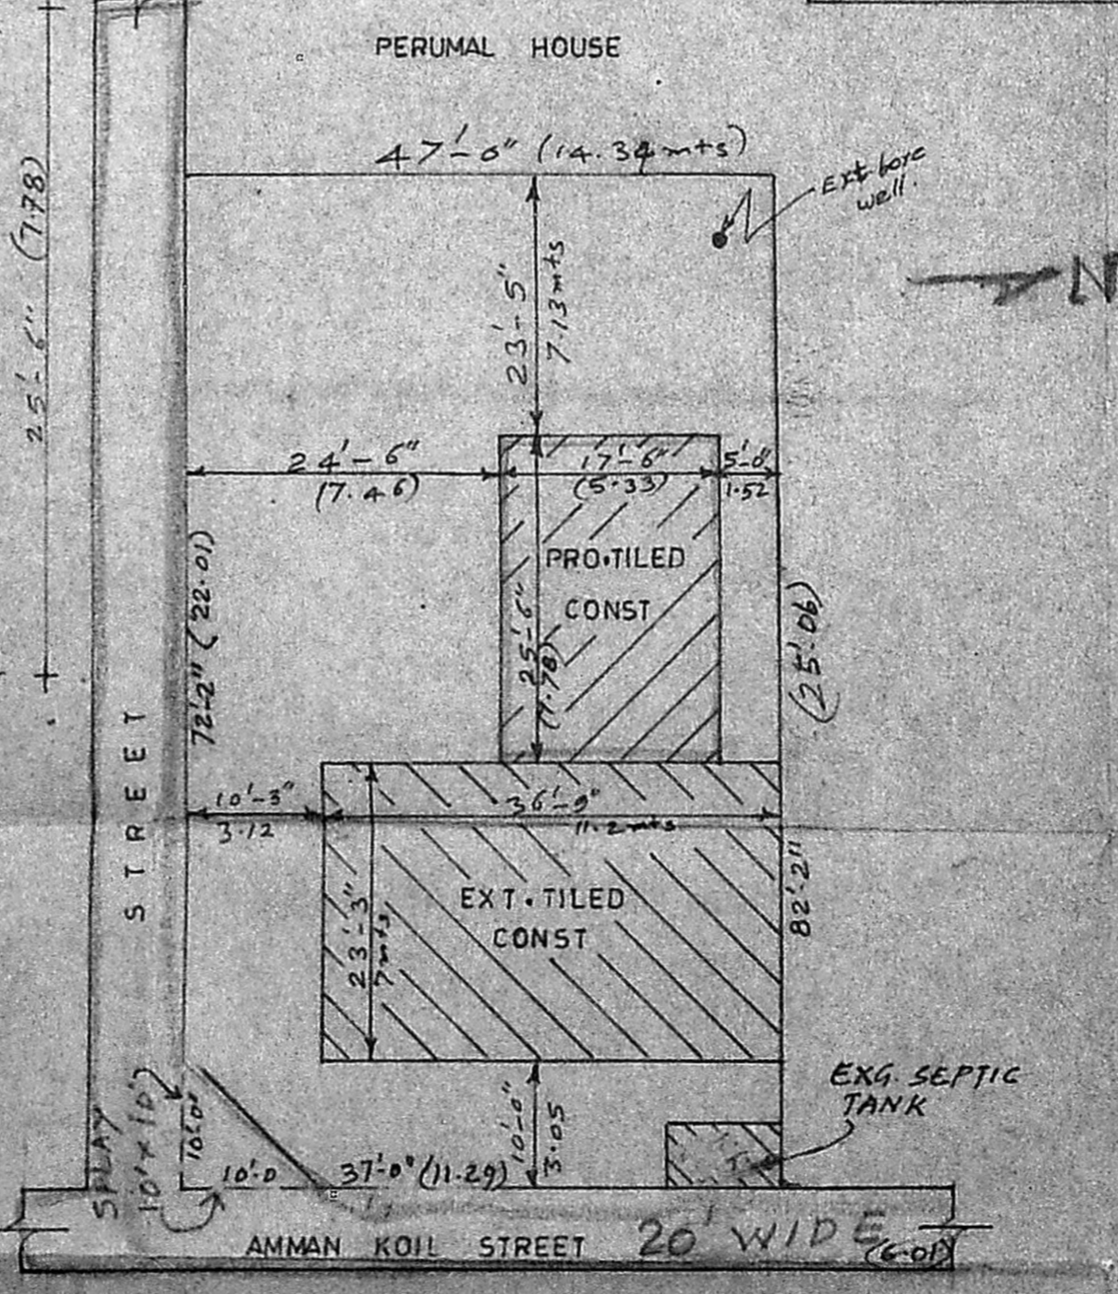 PERUMAL HOUSE
47'-0" (14.34 mts)
Ext bore
well.
N
25'-6" (7.78)
23'-5"
7.13 mts
24'-6"
(7.46)
17'-6"
(5.33)
5'-0"
1.52
PRO.TILED
CONST
25'-6"
(7.78)
72'-2" (22.01)
(25.06)
82'.2"
10'-3"
3.12
36'-9"
11.2 mts
EXT.TILED
CONST
23'-3"
7 mts
STREET
EXG. SEPTIC
TANK
10'-0"
3.05
SPLAY
10' x 10'
10'0"
10'-0
37'-0" (11.29)
AMMAN KOIL STREET 20' WIDE
(6.01)